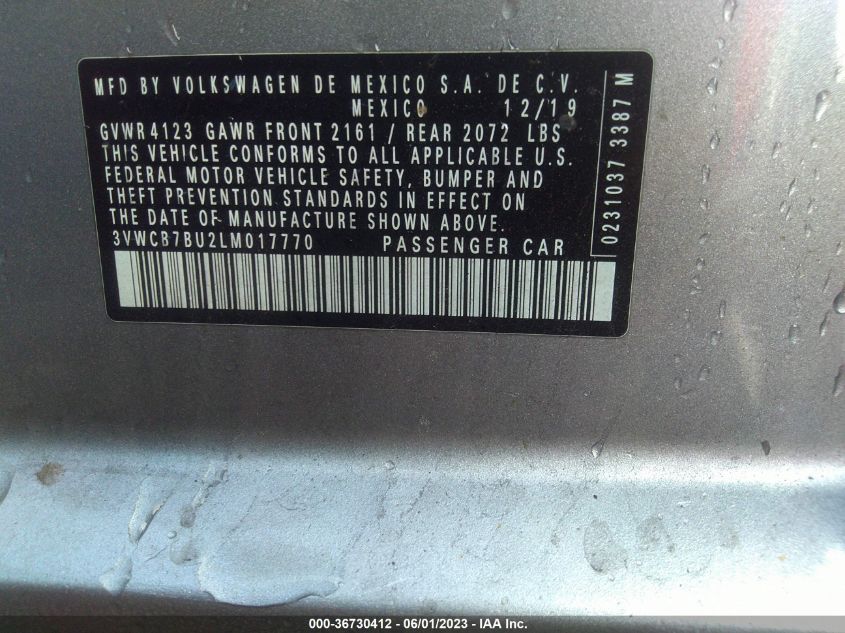 MFD BY VOLKSWAGEN DE MEXICO S.A. DE C.V.
MEXICO 12/19
GVWR 4123 GAWR FRONT 2161 / REAR 2072 LBS
THIS VEHICLE CONFORMS TO ALL APPLICABLE U.S.
FEDERAL MOTOR VEHICLE SAFETY, BUMPER AND
THEFT PREVENTION STANDARDS IN EFFECT ON
THE DATE OF MANUFACTURE SHOWN ABOVE.
3VWCB7BU2LM017770 PASSENGER CAR
0231037 3387 M
000-36730412 - 06/01/2023 - IAA Inc.